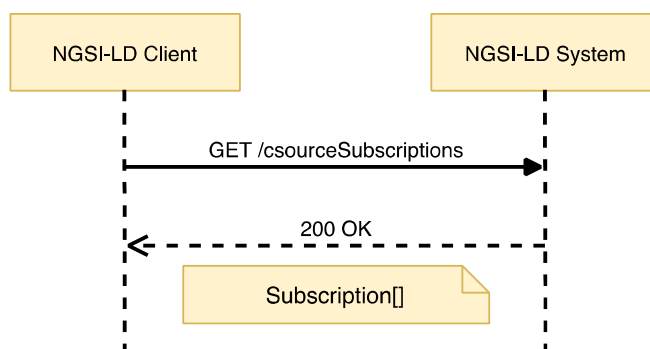 NGSI-LD Client
NGSI-LD System
GET /csourceSubscriptions
200 OK
Subscription[]